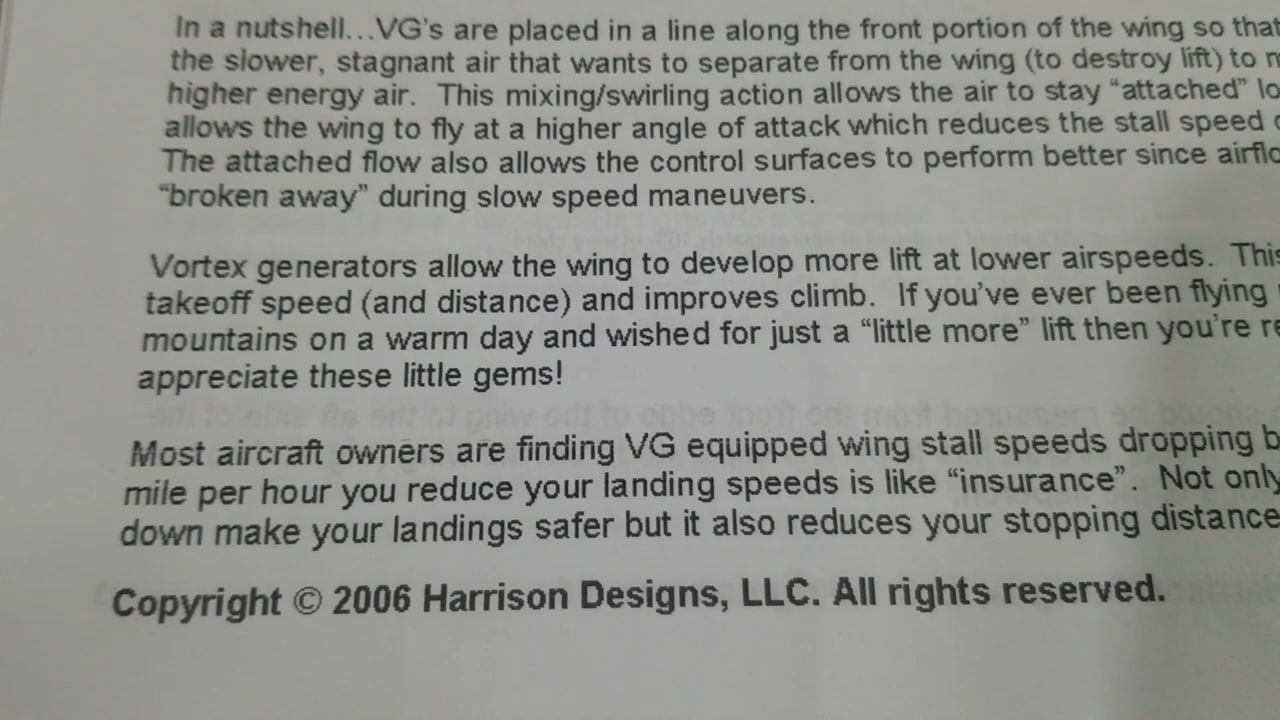 In a nutshell...VG's are placed in a line along the front portion of the wing so that
the slower, stagnant air that wants to separate from the wing (to destroy lift) to
higher energy air. This mixing/swirling action allows the air to stay “attached”
allows the wing to fly at a higher angle of attack which reduces the stall speed
The attached flow also allows the control surfaces to perform better since
“broken away” during slow speed maneuvers.
Vortex generators allow the wing to develop more lift at lower airspeeds. This
takeoff speed (and distance) and improves climb. If you've ever been flying
mountains on a warm day and wished for just a “little more” lift then you're
appreciate these little gems!
Most aircraft owners are finding VG equipped wing stall speeds dropping
mile per hour you reduce your landing speeds is like “insurance”. Not only
down make your landings safer but it also reduces your stopping distance
Copyright © 2006 Harrison Designs, LLC. All rights reserved.